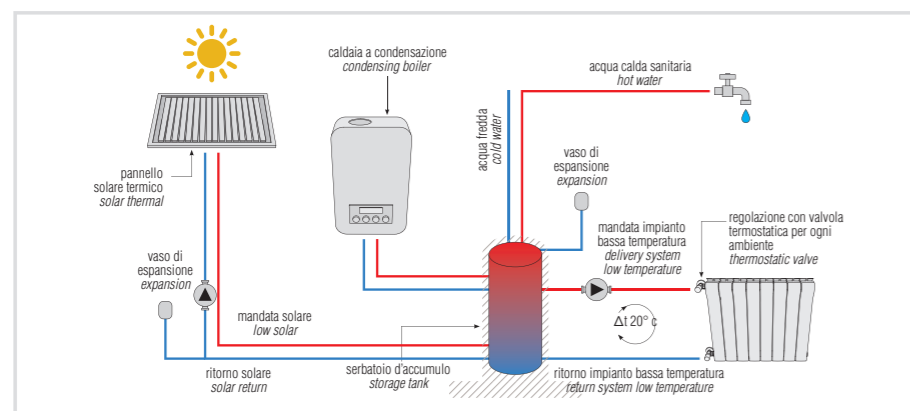 caldaia a condensazione
condensing boiler
acqua calda sanitaria
hot water
acqua fredda
cold water
vaso di
espansione
expansion
pannello
solare termico
solar thermal
mandata impianto
bassa temperatura
delivery system
low temperature
regolazione con valvola
termostatica per ogni
ambiente
thermostatic valve
vaso di
espansione
expansion
mandata solare
low solar
Δt 20° c
ritorno solare
solar return
serbatoio d'accumulo
storage tank
ritorno impianto bassa temperatura
return system low temperature